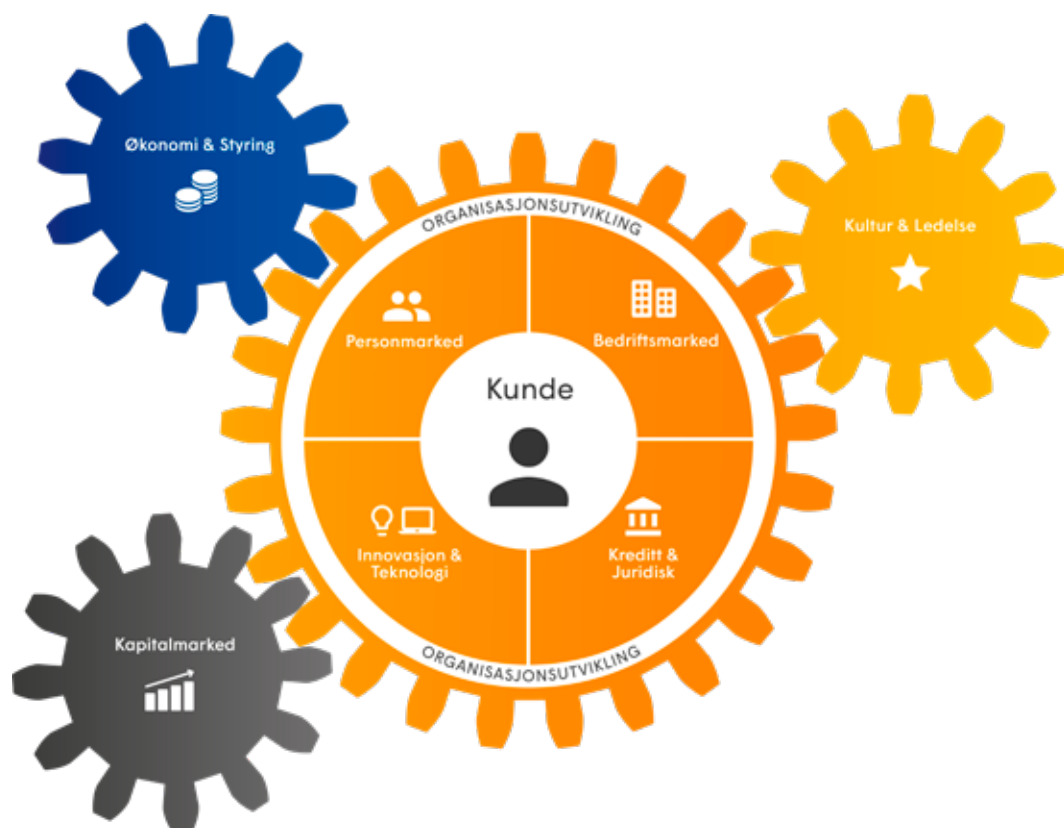 Økonomi & Styring
Kultur & Ledelse
ORGANISASJONSUTVIKLING
Personmarked
Bedriftsmarked
Kunde
Innovasjon &
Teknologi
Kreditt &
Juridisk
ORGANISASJONSUTVIKLING
Kapitalmarked